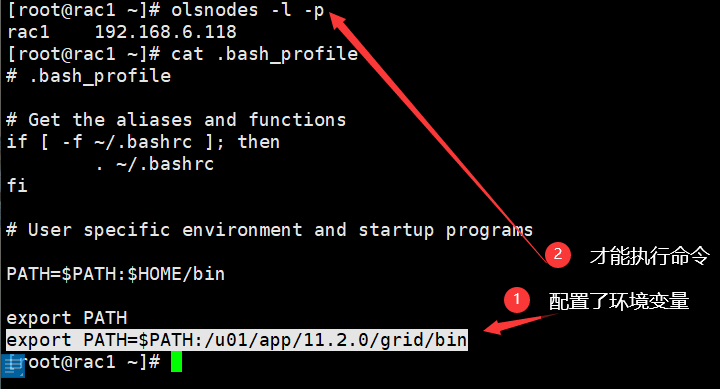 [root@rac1 ~]# olsnodes -l -p
rac1    192.168.6.118
[root@rac1 ~]# cat .bash_profile
# .bash_profile

# Get the aliases and functions
if [ -f ~/.bashrc ]; then
        . ~/.bashrc
fi

# User specific environment and startup programs

PATH=$PATH:$HOME/bin

export PATH
export PATH=$PATH:/u01/app/11.2.0/grid/bin
[root@rac1 ~]#
2 才能执行命令
1 配置了环境变量